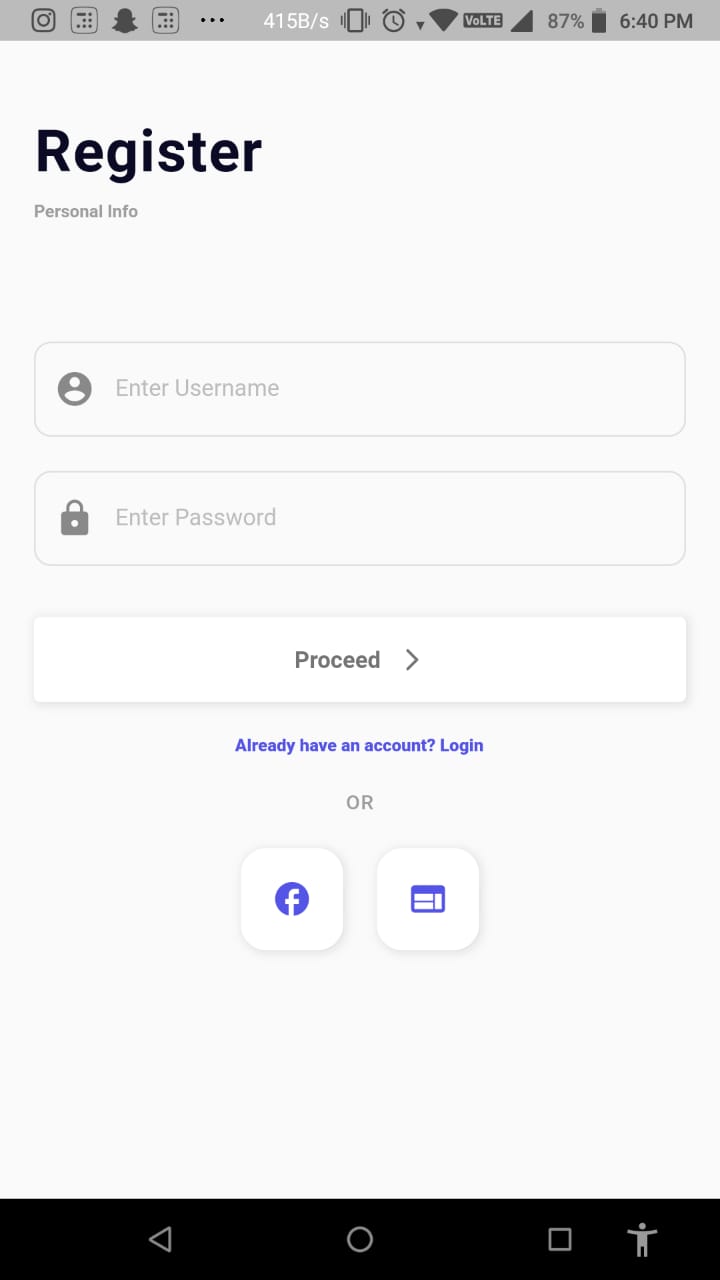 415B/s VoLTE 87% 6:40 PM
Register
Personal Info
Enter Username
Enter Password
Proceed
Already have an account? Login
OR